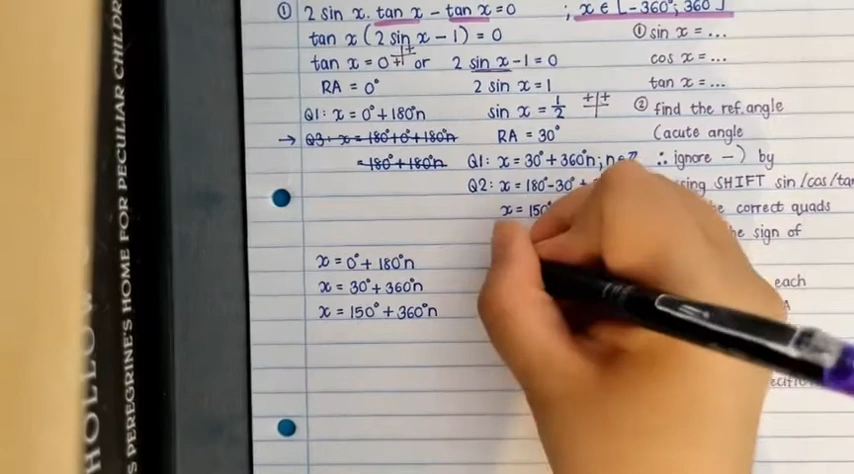 ① 2 sin x. tan x - tan x = 0 ; x ∈ [-360°; 360°]
tan x (2 sin x - 1) = 0
tan x = 0 or 2 sin x - 1 = 0
RA = 0° 2 sin x = 1
Q1: x = 0° + 180°n sin x = 1/2
→ Q3: x = 180° + 0° + 180°n RA = 30°
= 180° + 180°n Q1: x = 30° + 360°n; n∈Z
Q2: x = 180° - 30° +
x = 150°
x = 0° + 180°n
x = 30° + 360°n
x = 150° + 360°n
① sin x = ...
cos x = ...
tan x = ...
② find the ref. angle
(acute angle
∴ ignore -) by
SHIFT sin/cos/tan
correct quads
sign of
each
HOLLOW
S PEREGRINE'S HOME FOR PECULIAR CHILDR